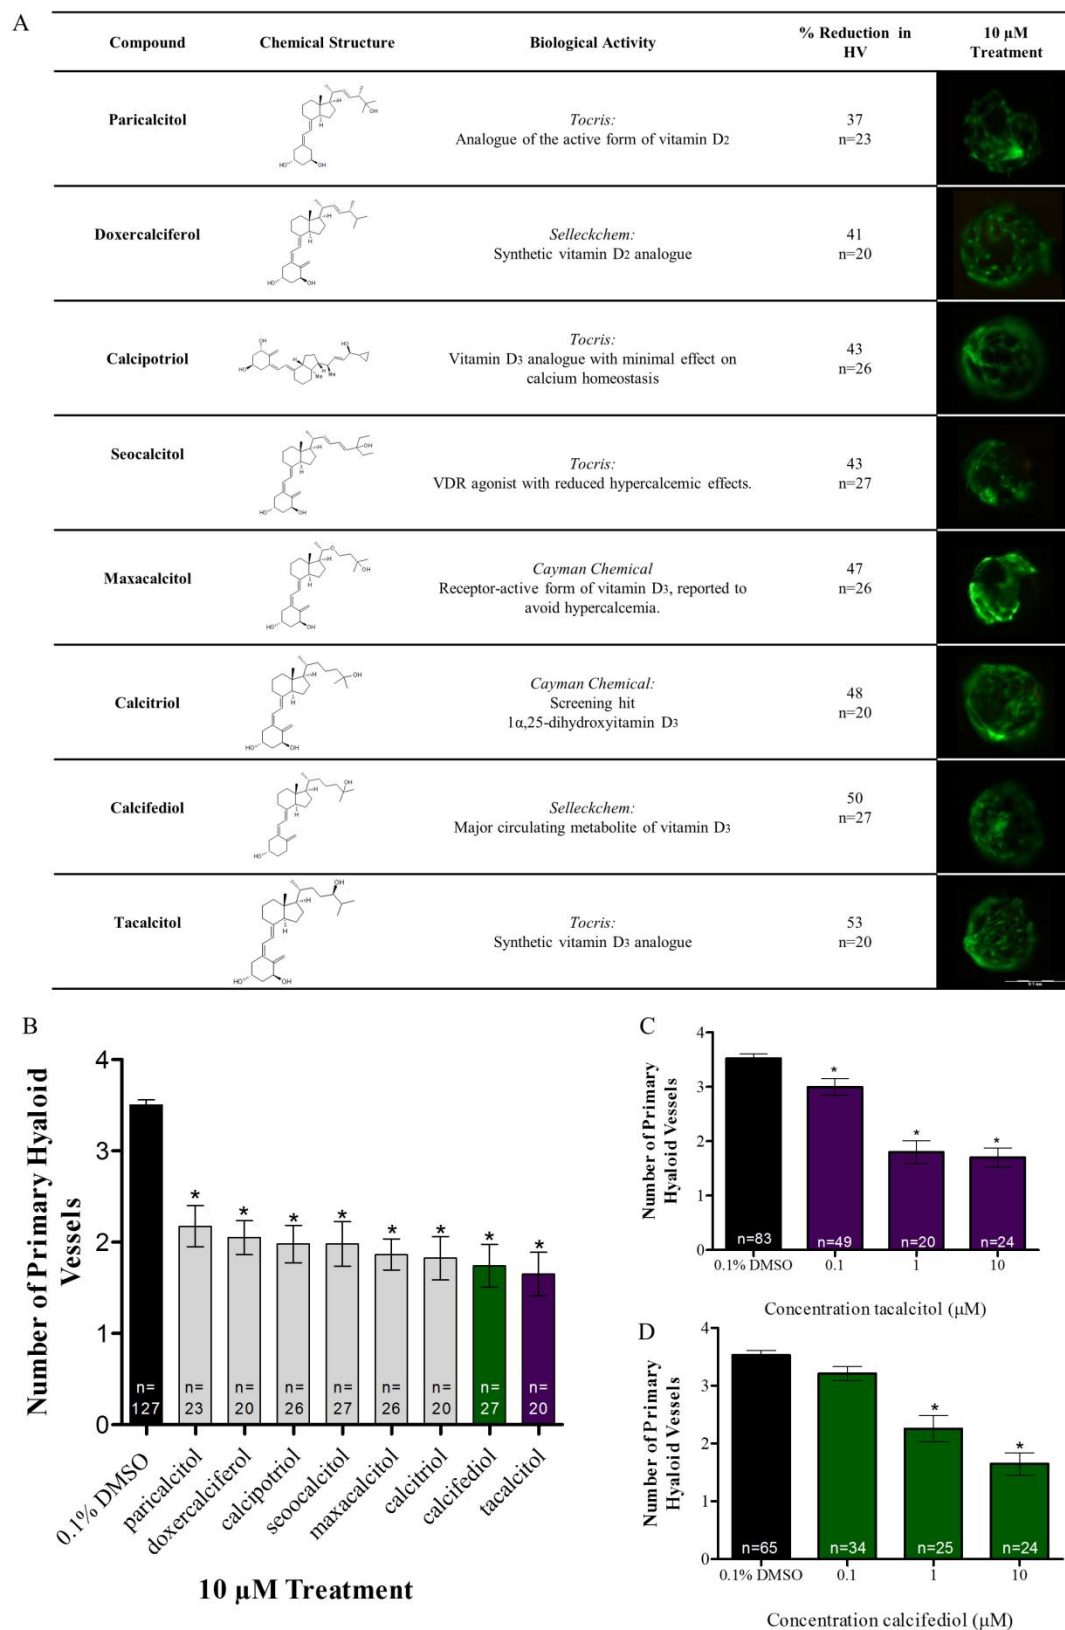 A
Compound Chemical Structure Biological Activity % Reduction in HV 10 µM Treatment
Paricalcitol
Tocris:
Analogue of the active form of vitamin D2
37
n=23
Doxercalciferol
Selleckchem:
Synthetic vitamin D2 analogue
41
n=20
Calcipotriol
Tocris:
Vitamin D3 analogue with minimal effect on
calcium homeostasis
43
n=26
Seocalcitol
Tocris:
VDR agonist with reduced hypercalcemic effects.
43
n=27
Maxacalcitol
Cayman Chemical
Receptor-active form of vitamin D3, reported to
avoid hypercalcemia.
47
n=26
Calcitriol
Cayman Chemical:
Screening hit
1α,25-dihydroxyitamin D3
48
n=20
Calcifediol
Selleckchem:
Major circulating metabolite of vitamin D3
50
n=27
Tacalcitol
Tocris:
Synthetic vitamin D3 analogue
53
n=20
B
Number of Primary Hyaloid
Vessels
4
3
2
1
0
* * * * * * * *
n= n= n= n= n= n= n= n= n=
127 23 20 26 27 26 20 27 20
0.1% DMSO
paricalcitol
doxercalciferol
calcipotriol
seoocalcitol
maxacalcitol
calcitriol
calcifediol
tacalcitol
10 µM Treatment
C
Number of Primary
Hyaloid Vessels
4
3
2
1
0
* * *
n=83 n=49 n=20 n=24
0.1% DMSO 0.1 1 10
Concentration tacalcitol (µM)
D
Number of Primary
Hyaloid Vessels
4
3
2
1
0
* *
n=65 n=34 n=25 n=24
0.1% DMSO 0.1 1 10
Concentration calcifediol (µM)